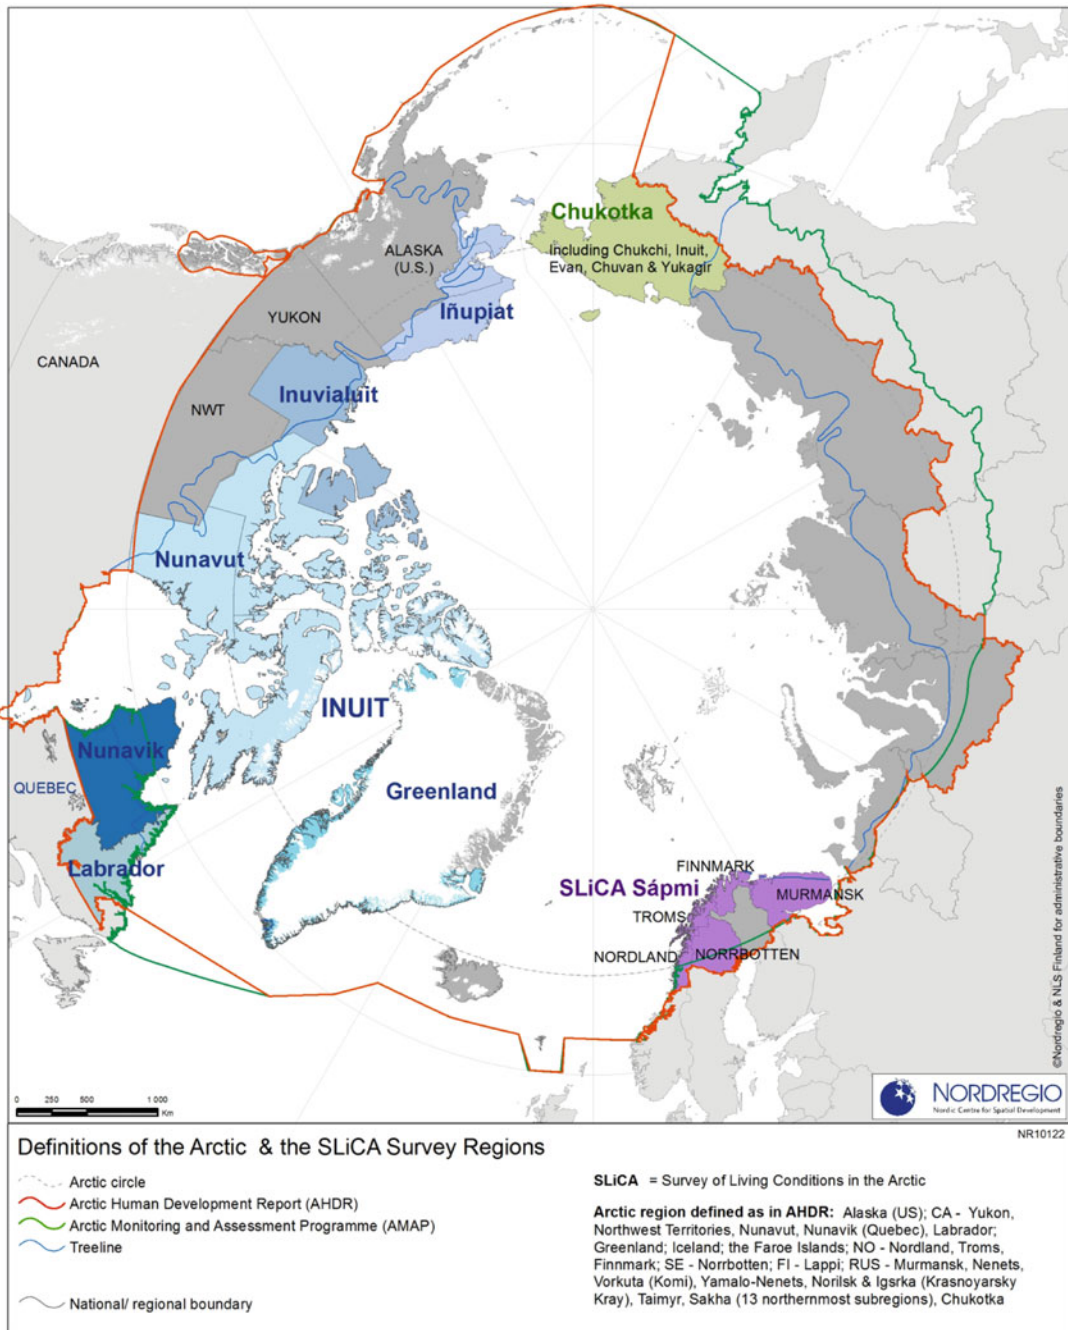 Chukotka
Including Chukchi, Inuit,
Evan, Chuvan & Yukagir
ALASKA
(U.S.)
Iñupiat
YUKON
CANADA
Inuvialuit
NWT
Nunavut
INUIT
Nunavik
QUEBEC
Greenland
Labrador
FINNMARK
SLiCA Sápmi
MURMANSK
TROMS
NORDLAND
NORRBOTTEN
©Nordregio & NLS Finland for administrative boundaries
0 250 500 1 000
Km
NORDREGIO
Nordic Centre for Spatial Development
NR10122
Definitions of the Arctic & the SLiCA Survey Regions
Arctic circle
Arctic Human Development Report (AHDR)
Arctic Monitoring and Assessment Programme (AMAP)
Treeline
National/ regional boundary
SLiCA = Survey of Living Conditions in the Arctic
Arctic region defined as in AHDR: Alaska (US); CA - Yukon,
Northwest Territories, Nunavut, Nunavik (Quebec), Labrador;
Greenland; Iceland; the Faroe Islands; NO - Nordland, Troms,
Finnmark; SE - Norrbotten; FI - Lappi; RUS - Murmansk, Nenets,
Vorkuta (Komi), Yamalo-Nenets, Norilsk & Igsrka (Krasnoyarsky
Kray), Taimyr, Sakha (13 northernmost subregions), Chukotka